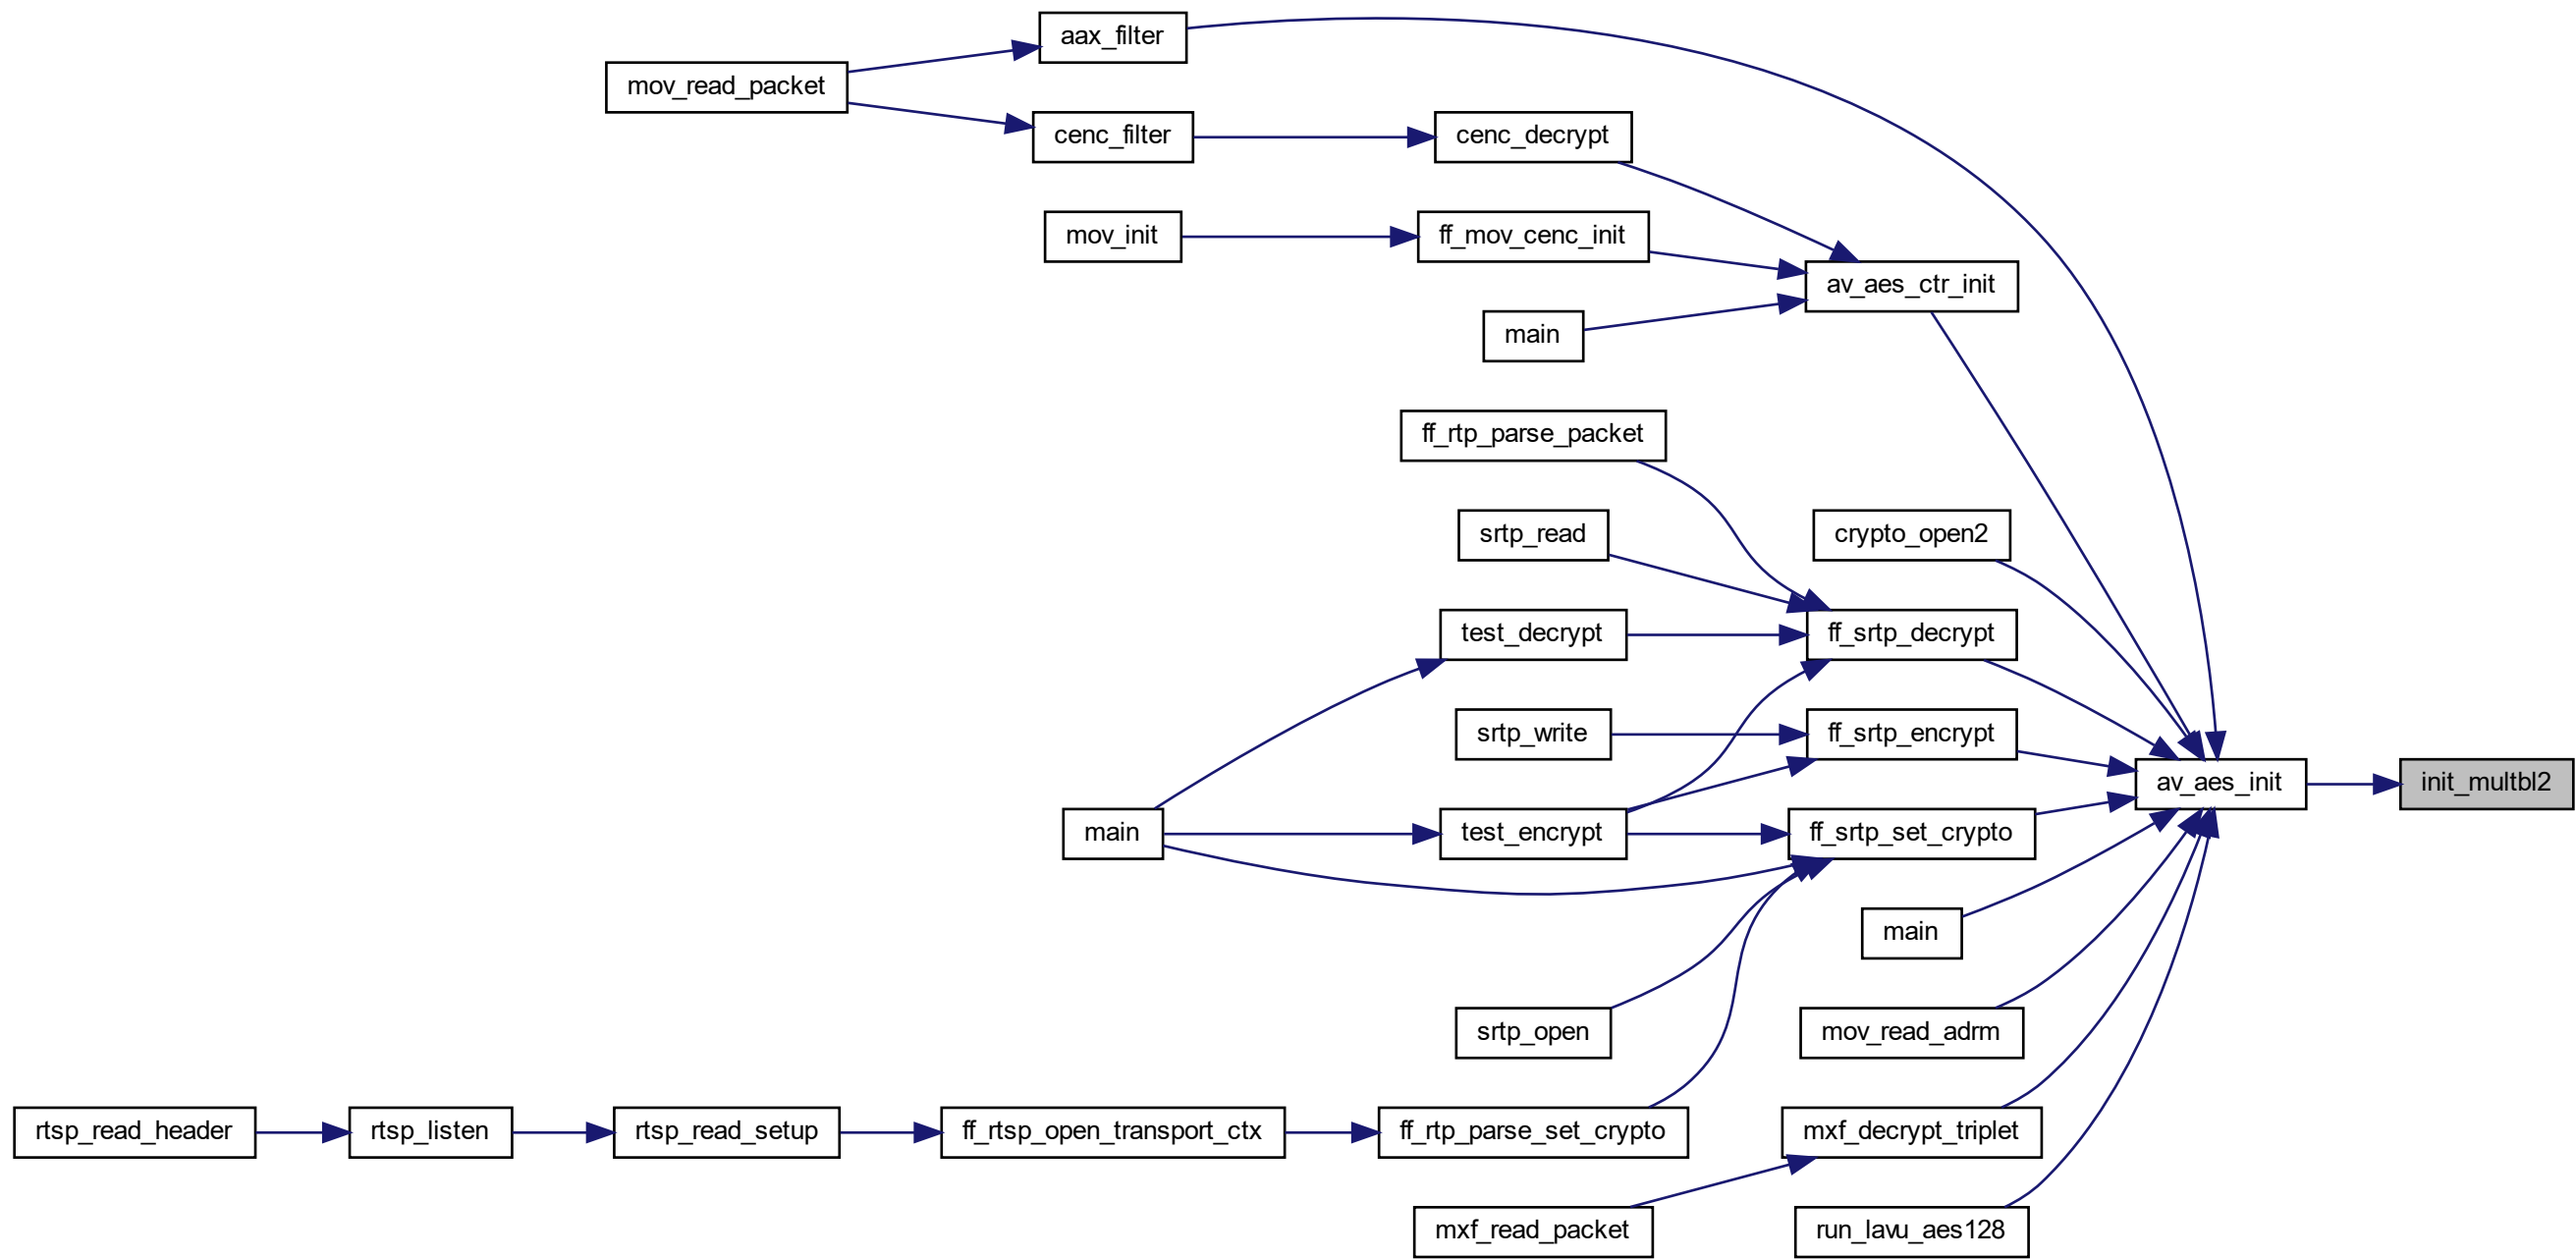 aax_filter
mov_read_packet
cenc_filter
cenc_decrypt
mov_init
ff_mov_cenc_init
av_aes_ctr_init
main
ff_rtp_parse_packet
srtp_read
crypto_open2
test_decrypt
ff_srtp_decrypt
srtp_write
ff_srtp_encrypt
av_aes_init
init_multbl2
main
test_encrypt
ff_srtp_set_crypto
main
srtp_open
mov_read_adrm
rtsp_read_header
rtsp_listen
rtsp_read_setup
ff_rtsp_open_transport_ctx
ff_rtp_parse_set_crypto
mxf_decrypt_triplet
mxf_read_packet
run_lavu_aes128